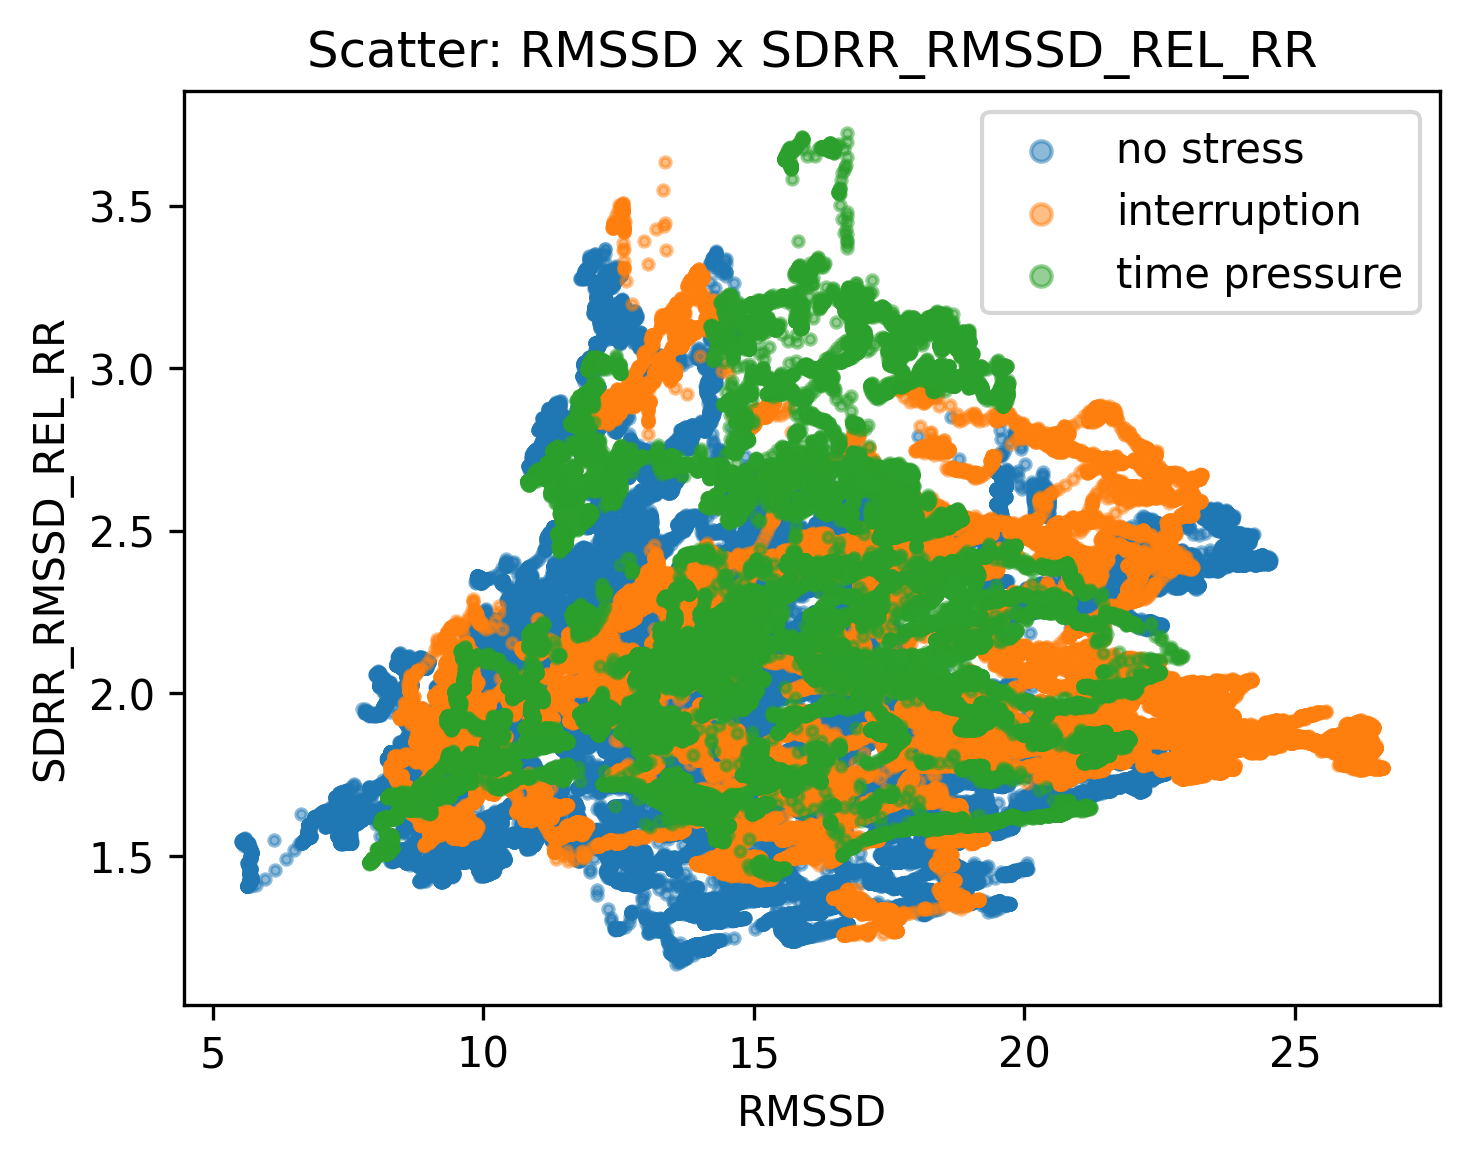 Scatter: RMSSD x SDRR_RMSSD_REL_RR
no stress
interruption
time pressure
SDRR_RMSSD_REL_RR
3.5
3.0
2.5
2.0
1.5
5 10 15 20 25
RMSSD